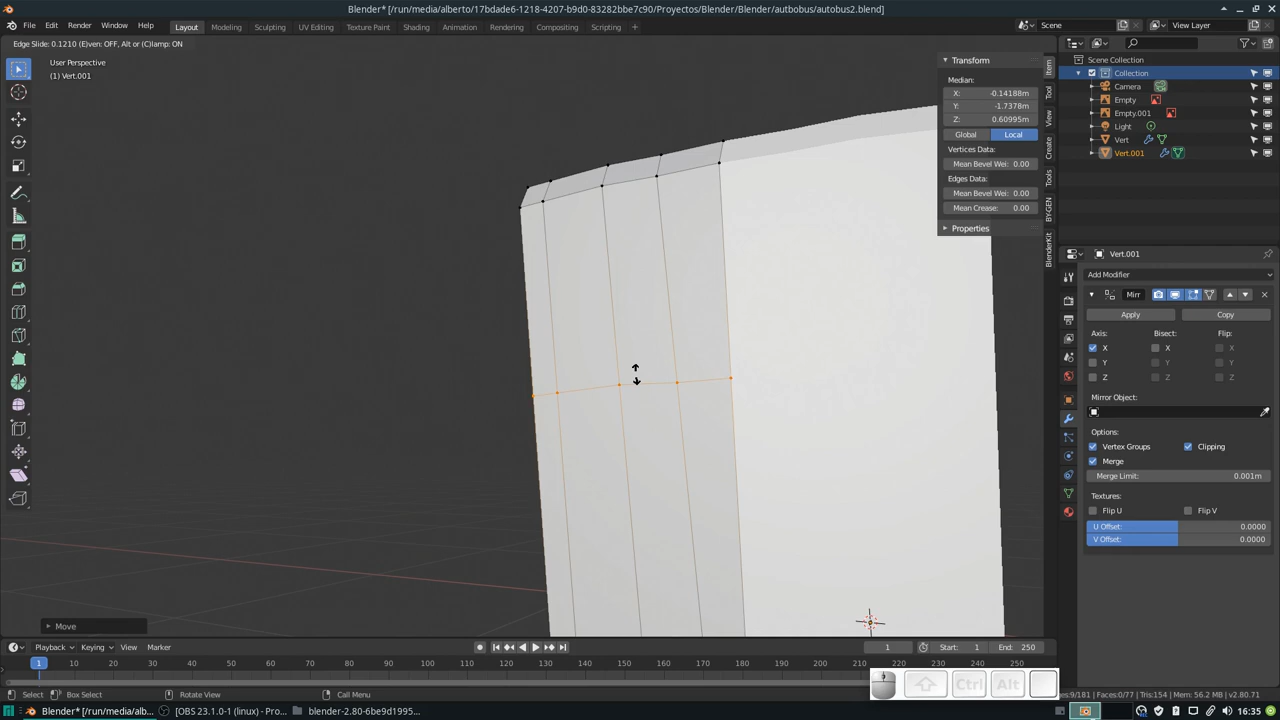 Blender* [/run/media/alberto/17bdade6-1218-4207-b9d0-83282bbe7c90/Proyectos/Blender/Blender/autbobus/autobus2.blend]
File Edit Render Window Help Layout Modeling Sculpting UV Editing Texture Paint Shading Animation Rendering Compositing Scripting + Scene View Layer
Edge Slide: 0.1210 (E)ven: OFF, Alt or (C)lamp: ON
User Perspective
(1) Vert.001
Transform
Median:
X: -0.14188m
Y: -1.7378m
Z: 0.60995m
Global Local
Vertices Data:
Mean Bevel Wei: 0.00
Edges Data:
Mean Bevel Wei: 0.00
Mean Crease: 0.00
Properties
Item
Tool
View
Create
Tools
BY-GEN
BlenderKit
Scene Collection
Collection
Camera
Empty
Empty.001
Light
Vert
Vert.001
Vert.001
Add Modifier
Mirr
Apply Copy
Axis: Bisect: Flip:
X X X
Y Y Y
Z Z Z
Mirror Object:
Options:
Vertex Groups Clipping
Merge
Merge Limit: 0.001m
Textures:
Flip U Flip V
U Offset: 0.0000
V Offset: 0.0000
Move
Playback Keying View Marker 1 Start: 1 End: 250
1 10 20 30 40 50 60 70 80 90 100 110 120 130 140 150 160 170 180 190 200 210 220 230 240 250
Ctrl Alt
Select Box Select Rotate View Call Menu
9/181 | Faces:0/77 | Tris:154 | Mem: 56.2 MB | v2.80.71
Blender* [/run/media/alb... [OBS 23.1.0-1 (linux) - Pro... blender-2.80-6be9d1995... 16:35